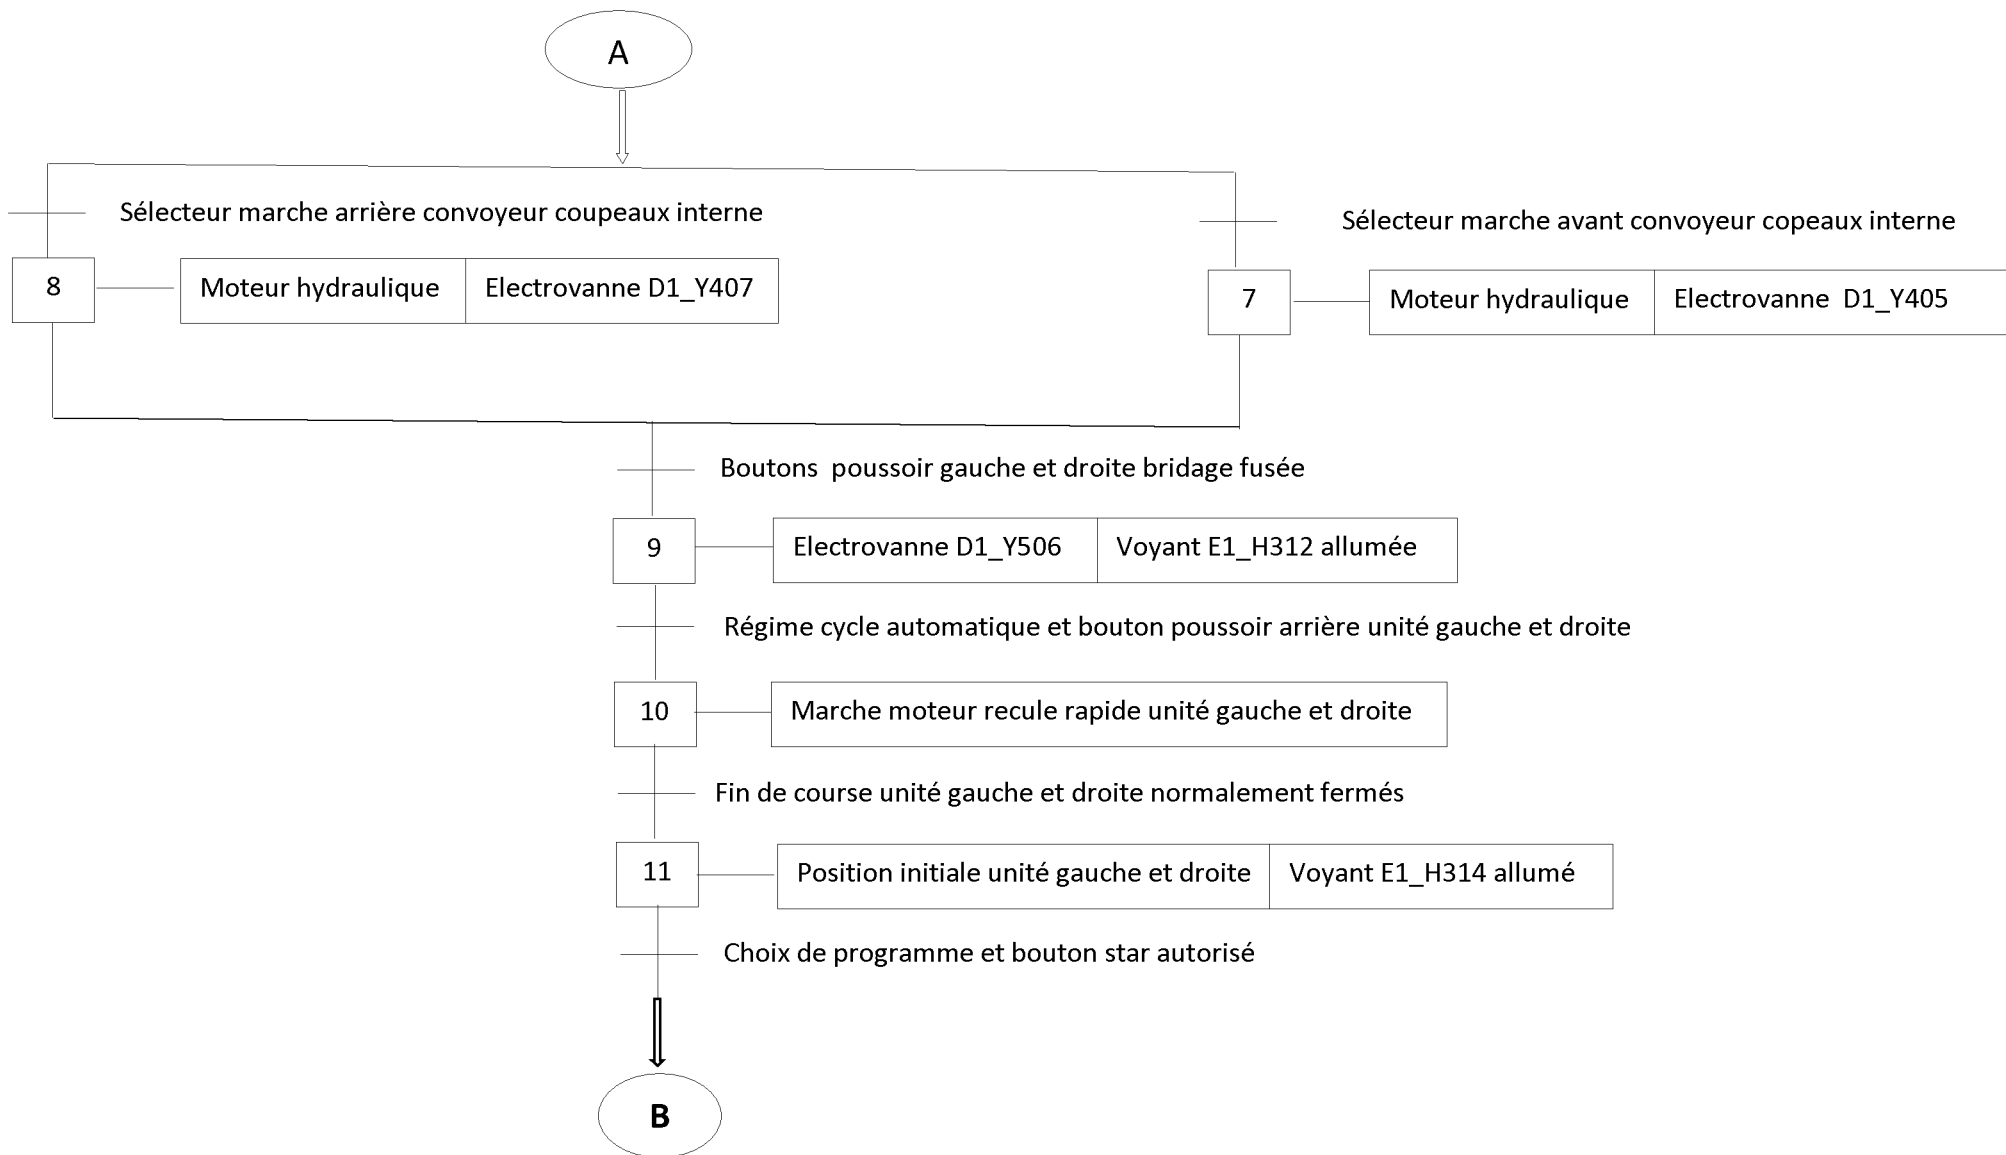 A
Sélecteur marche arrière convoyeur coupeaux interne
Sélecteur marche avant convoyeur copeaux interne
8
Moteur hydraulique
Electrovanne D1_Y407
7
Moteur hydraulique
Electrovanne D1_Y405
Boutons poussoir gauche et droite bridage fusée
9
Electrovanne D1_Y506
Voyant E1_H312 allumée
Régime cycle automatique et bouton poussoir arrière unité gauche et droite
10
Marche moteur recule rapide unité gauche et droite
Fin de course unité gauche et droite normalement fermés
11
Position initiale unité gauche et droite
Voyant E1_H314 allumé
Choix de programme et bouton star autorisé
B